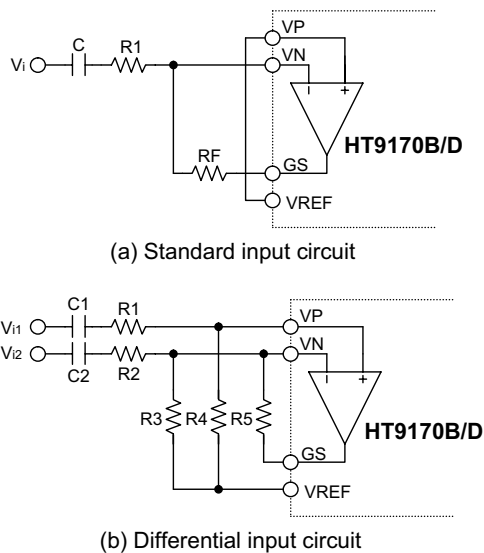 VP
C R1 VN
Vi
HT9170B/D
RF GS
VREF
(a) Standard input circuit
C1 R1 VP
Vi1
VN
Vi2
C2 R2
R3 R4 R5
HT9170B/D
GS
VREF
(b) Differential input circuit